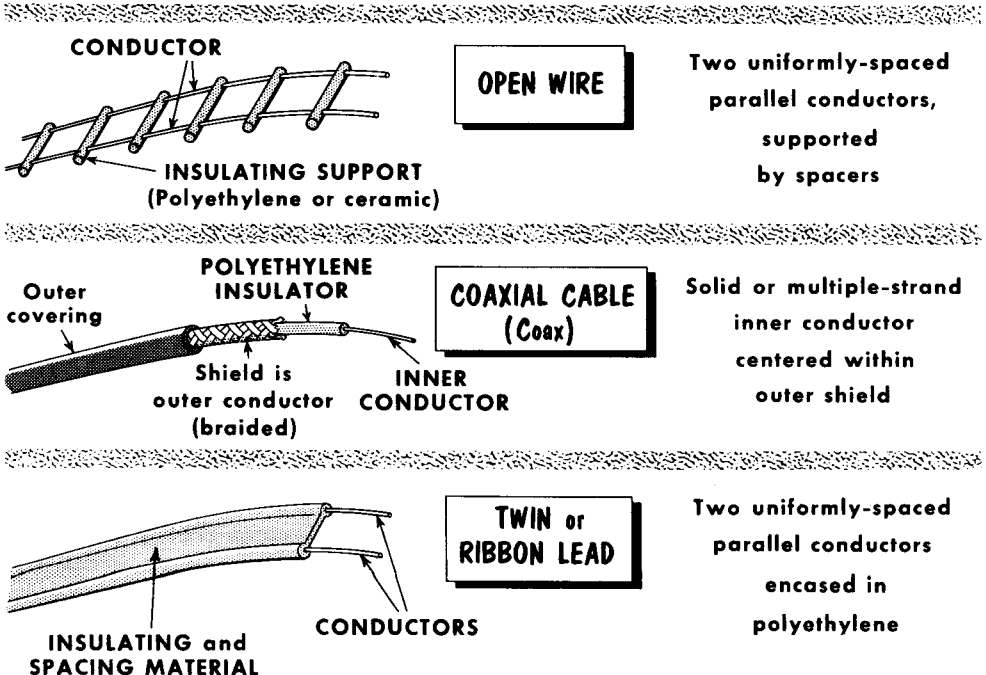 CONDUCTOR
INSULATING SUPPORT
(Polyethylene or ceramic)
OPEN WIRE
Two uniformly-spaced
parallel conductors,
supported
by spacers
Outer
covering
POLYETHYLENE
INSULATOR
Shield is
outer conductor
(braided)
INNER
CONDUCTOR
COAXIAL CABLE
(Coax)
Solid or multiple-strand
inner conductor
centered within
outer shield
INSULATING and
SPACING MATERIAL
CONDUCTORS
TWIN or
RIBBON LEAD
Two uniformly-spaced
parallel conductors
encased in
polyethylene